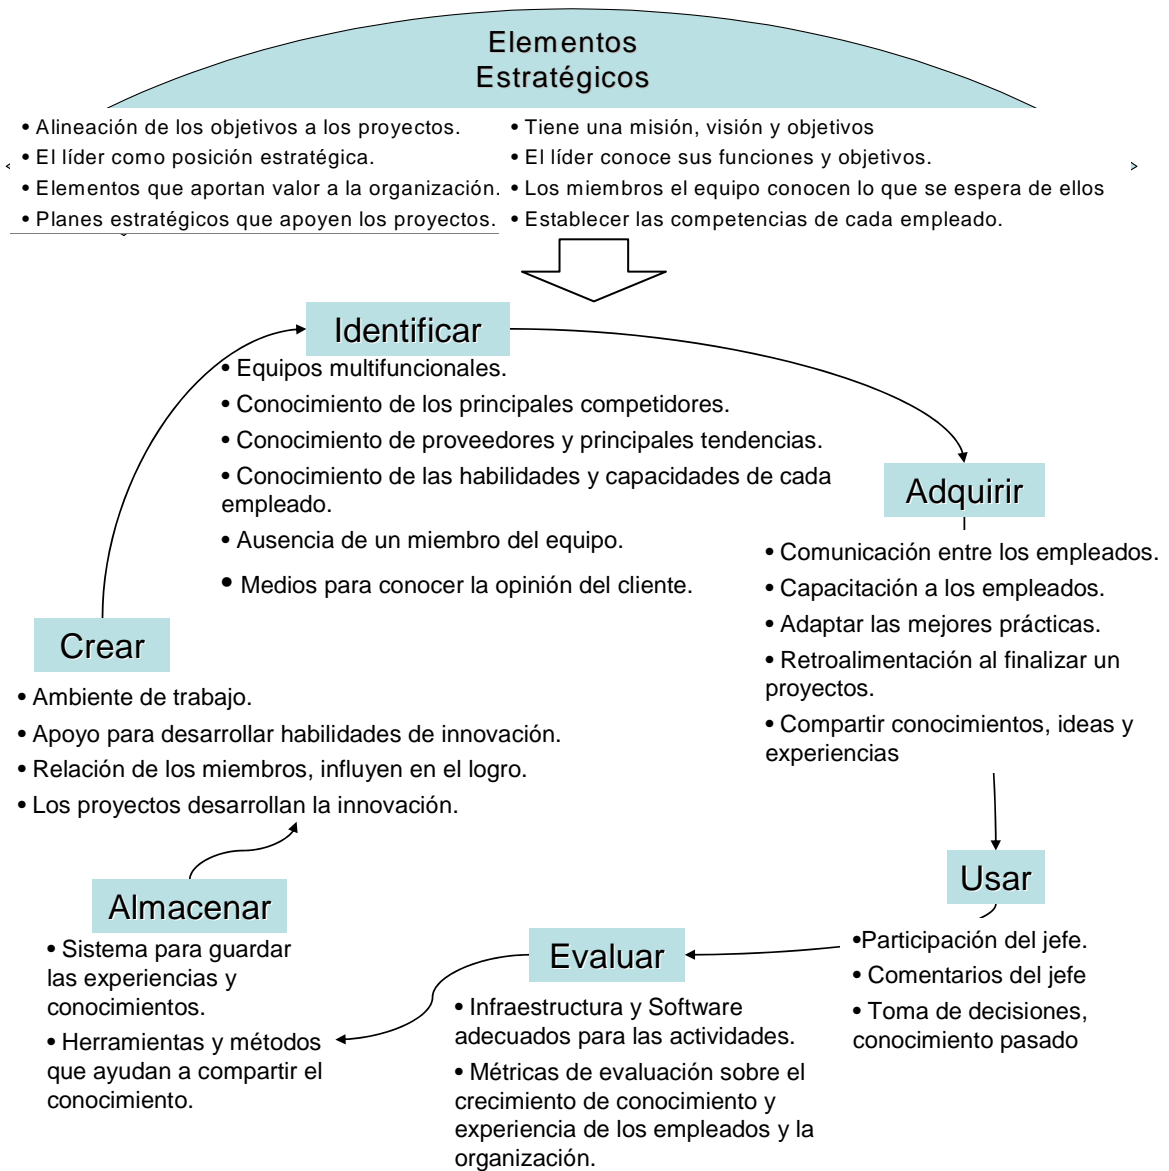 Elementos
Estratégicos
• Alineación de los objetivos a los proyectos.
• El líder como posición estratégica.
• Elementos que aportan valor a la organización.
• Planes estratégicos que apoyen los proyectos.
• Tiene una misión, visión y objetivos
• El líder conoce sus funciones y objetivos.
• Los miembros el equipo conocen lo que se espera de ellos
• Establecer las competencias de cada empleado.
Identificar
• Equipos multifuncionales.
• Conocimiento de los principales competidores.
• Conocimiento de proveedores y principales tendencias.
• Conocimiento de las habilidades y capacidades de cada
empleado.
• Ausencia de un miembro del equipo.
• Medios para conocer la opinión del cliente.
Adquirir
• Comunicación entre los empleados.
• Capacitación a los empleados.
• Adaptar las mejores prácticas.
• Retroalimentación al finalizar un
proyectos.
• Compartir conocimientos, ideas y
experiencias
Crear
• Ambiente de trabajo.
• Apoyo para desarrollar habilidades de innovación.
• Relación de los miembros, influyen en el logro.
• Los proyectos desarrollan la innovación.
Usar
•Participación del jefe.
• Comentarios del jefe
• Toma de decisiones,
conocimiento pasado
Evaluar
• Infraestructura y Software
adecuados para las actividades.
• Métricas de evaluación sobre el
crecimiento de conocimiento y
experiencia de los empleados y la
organización.
Almacenar
• Sistema para guardar
las experiencias y
conocimientos.
• Herramientas y métodos
que ayudan a compartir el
conocimiento.